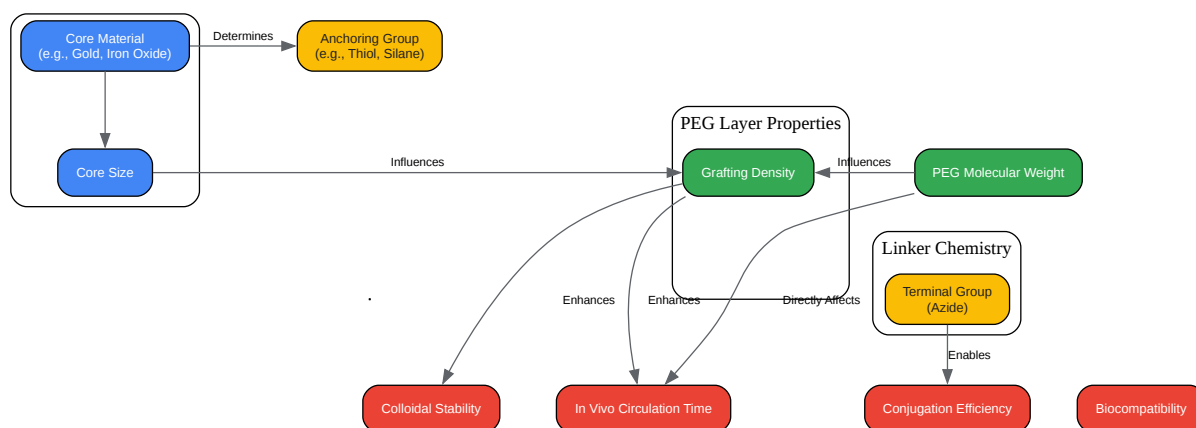 Core Material
(e.g., Gold, Iron Oxide)
Determines
Anchoring Group
(e.g., Thiol, Silane)
PEG Layer Properties
Core Size
Influences
Grafting Density
Influences
PEG Molecular Weight
Linker Chemistry
Terminal Group
(Azide)
Enhances
Enhances
Directly Affects
Enables
Colloidal Stability
In Vivo Circulation Time
Conjugation Efficiency
Biocompatibility